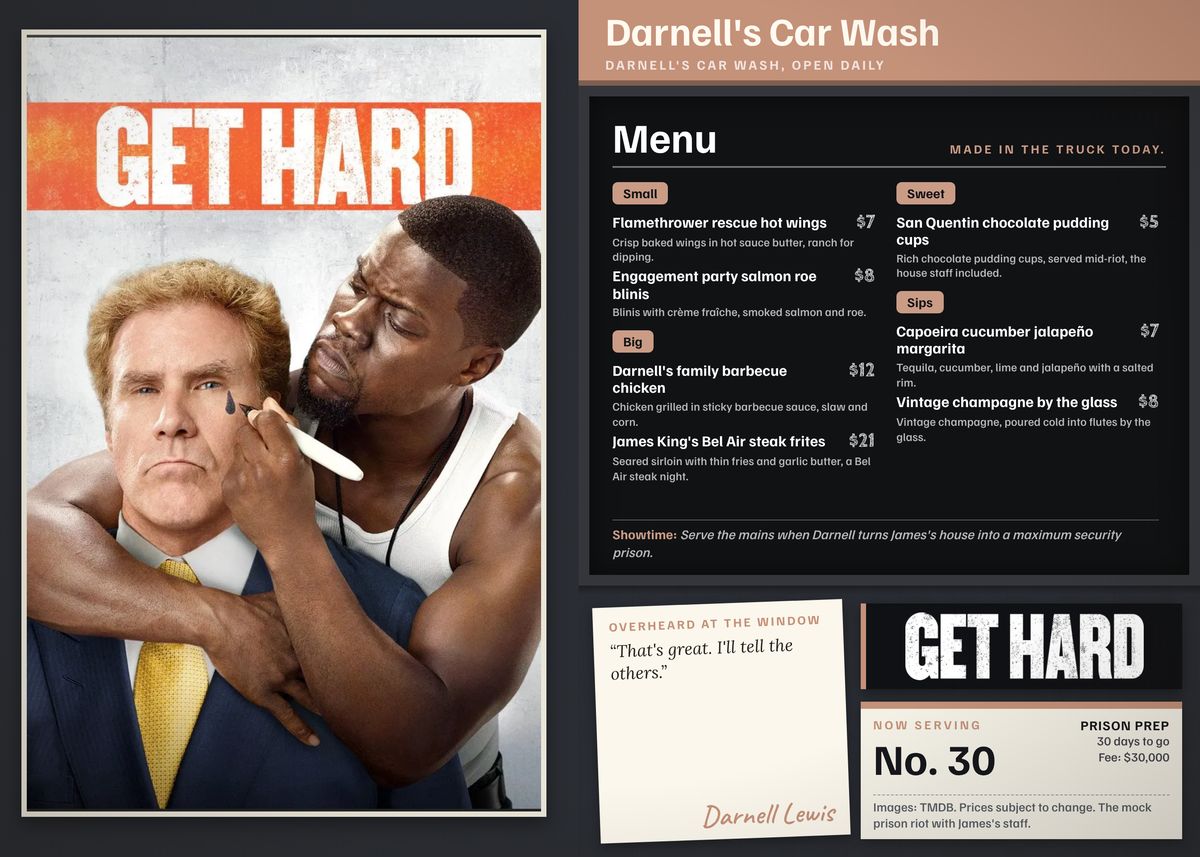 GET HARD
Darnell's Car Wash
DARNELL'S CAR WASH, OPEN DAILY
Menu
MADE IN THE TRUCK TODAY.
Small
Flamethrower rescue hot wings $7
Crisp baked wings in hot sauce butter, ranch for
dipping.
Engagement party salmon roe $8
blinis
Blinis with crème fraîche, smoked salmon and roe.
Big
Darnell's family barbecue $12
chicken
Chicken grilled in sticky barbecue sauce, slaw and
corn.
James King's Bel Air steak frites $21
Seared sirloin with thin fries and garlic butter, a Bel
Air steak night.
Sweet
San Quentin chocolate pudding $5
cups
Rich chocolate pudding cups, served mid-riot, the
house staff included.
Sips
Capoeira cucumber jalapeño $7
margarita
Tequila, cucumber, lime and jalapeño with a salted
rim.
Vintage champagne by the glass $8
Vintage champagne, poured cold into flutes by the
glass.
Showtime: Serve the mains when Darnell turns James's house into a maximum security
prison.
OVERHEARD AT THE WINDOW
“That's great. I'll tell the
others.”
Darnell Lewis
GET HARD
NOW SERVING
No. 30
PRISON PREP
30 days to go
Fee: $30,000
Images: TMDB. Prices subject to change. The mock
prison riot with James's staff.